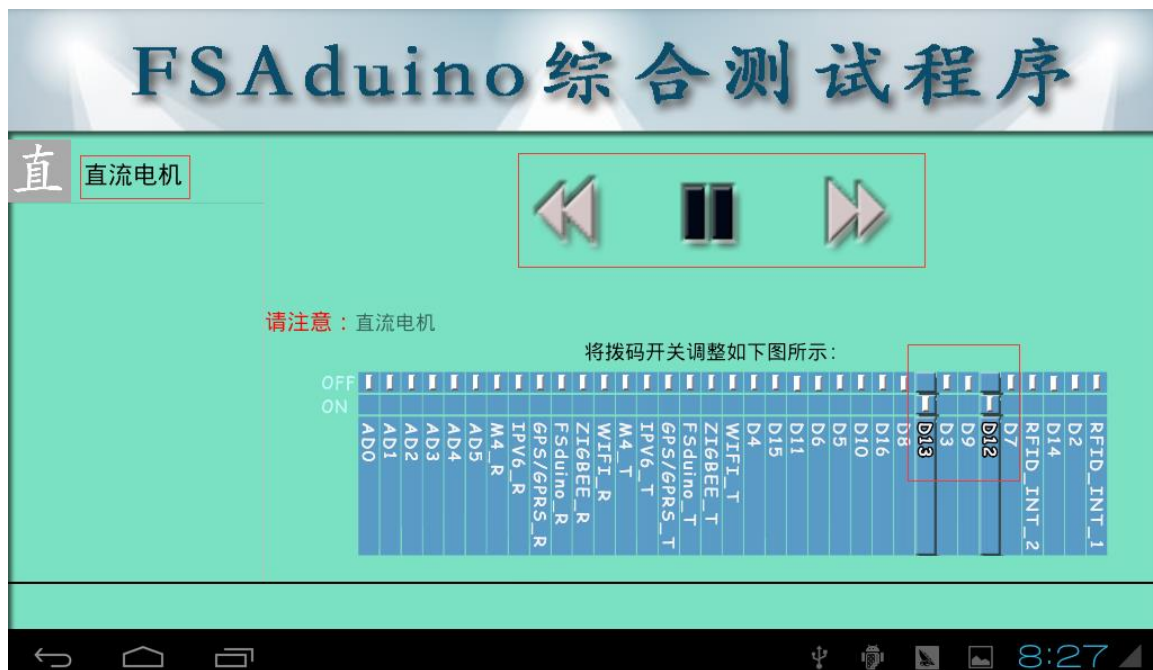 FSAduino综合测试程序
直 直流电机
请注意：直流电机
将拨码开关调整如下图所示：
OFF
ON
AD0
AD1
AD2
AD3
AD4
AD5
M4_R
IPV6_R
GPS/GPRS_R
FSduino_R
ZIGBEE_R
WIFI_R
M4_T
IPV6_T
GPS/GPRS_T
FSduino_T
ZIGBEE_T
WIFI_T
D4
D15
D11
D6
D5
D10
D16
D8
D13
D3
D9
D12
D7
RFID_INT_2
D14
D2
RFID_INT_1
8:27